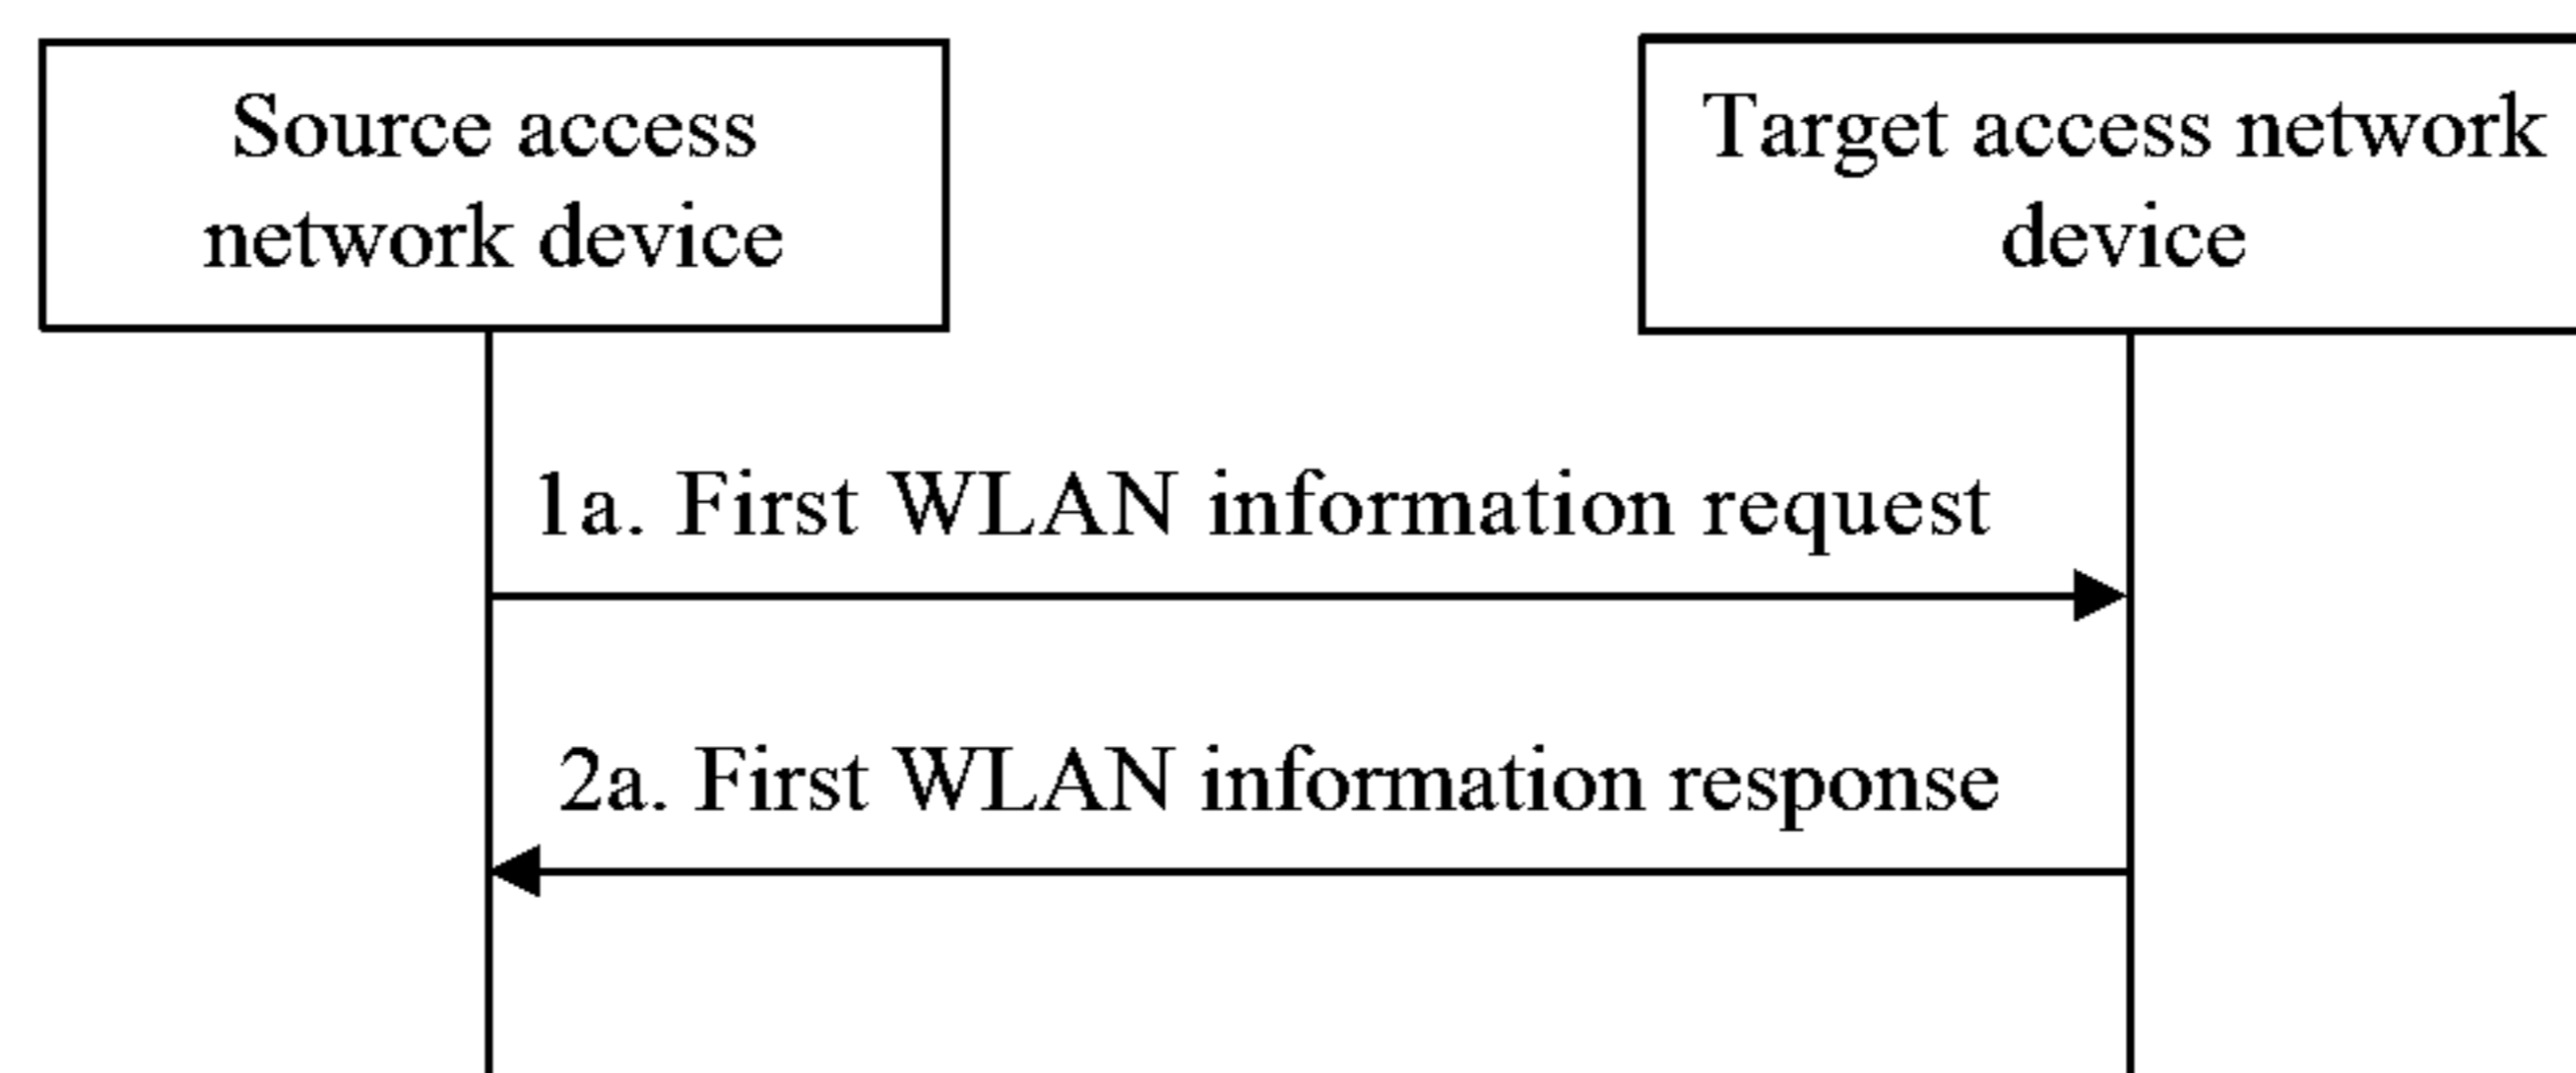 Source access
network device
Target access network
device
1a. First WLAN information request
2a. First WLAN information response